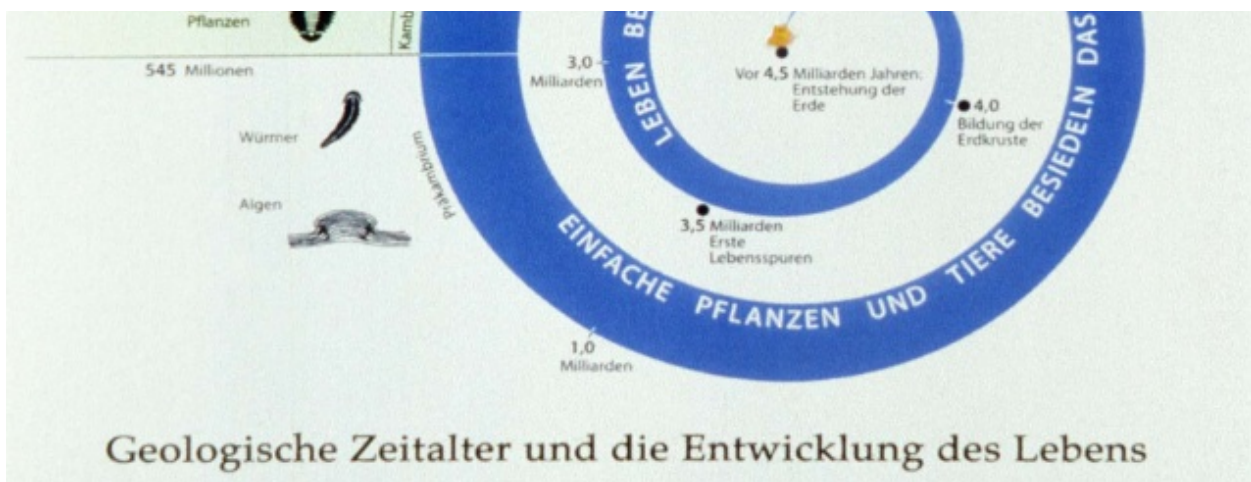 Pflanzen
Kamb
545 Millionen
Würmer
Algen
Präkambrium
3,0
Milliarden
LEBEN BE
Vor 4,5 Milliarden Jahren:
Entstehung der
Erde
4,0
Bildung der
Erdkruste
3,5 Milliarden
Erste
Lebensspuren
EINFACHE PFLANZEN UND TIERE BESIEDELN DAS
1,0
Milliarden
Geologische Zeitalter und die Entwicklung des Lebens